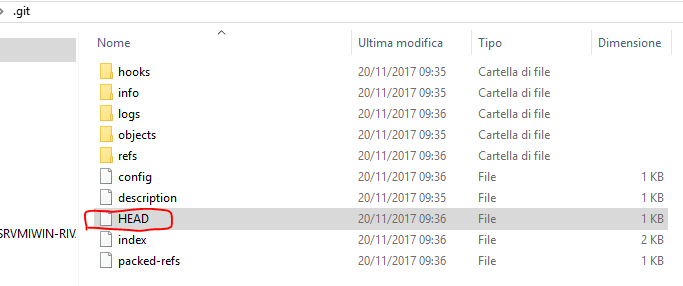 .git
Nome Ultima modifica Tipo Dimensione
hooks 20/11/2017 09:35 Cartella di file
info 20/11/2017 09:35 Cartella di file
logs 20/11/2017 09:36 Cartella di file
objects 20/11/2017 09:35 Cartella di file
refs 20/11/2017 09:36 Cartella di file
config 20/11/2017 09:36 File 1 KB
description 20/11/2017 09:35 File 1 KB
HEAD 20/11/2017 09:36 File 1 KB
SRVMIWIN-RIV
index 20/11/2017 09:36 File 2 KB
packed-refs 20/11/2017 09:36 File 1 KB